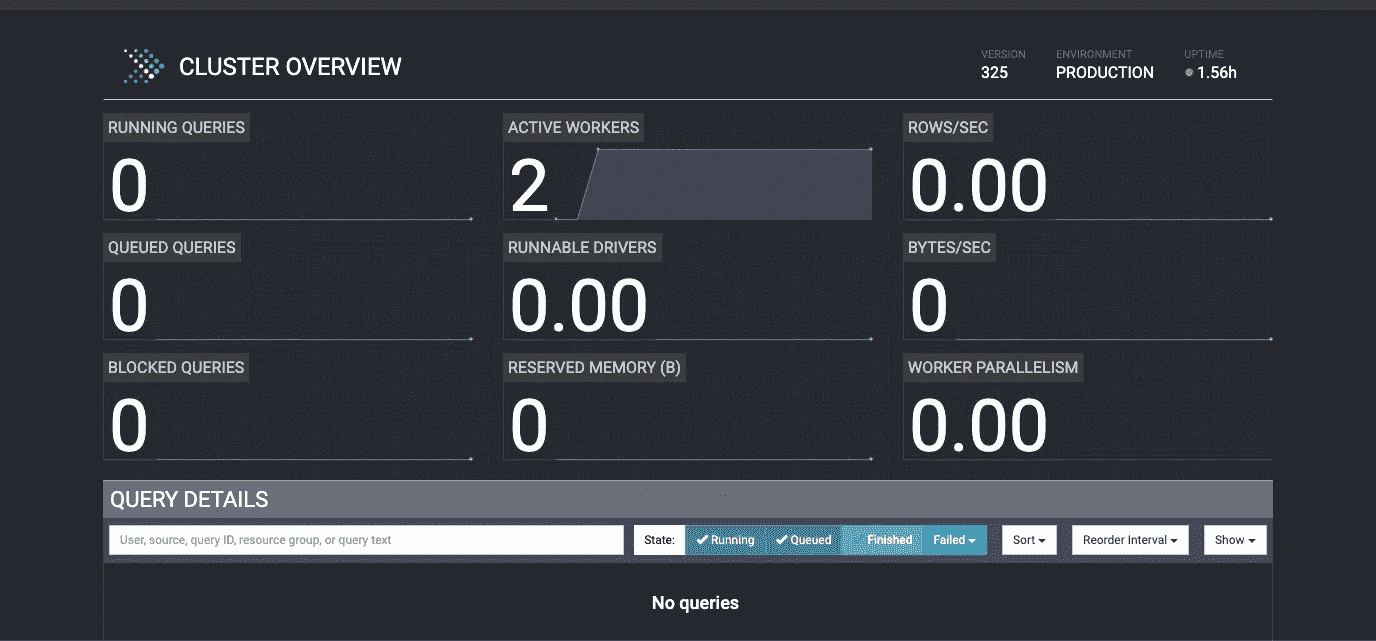 CLUSTER OVERVIEW
VERSION
325
ENVIRONMENT
PRODUCTION
UPTIME
1.56h
RUNNING QUERIES
0
ACTIVE WORKERS
2
ROWS/SEC
0.00
QUEUED QUERIES
0
RUNNABLE DRIVERS
0.00
BYTES/SEC
0
BLOCKED QUERIES
0
RESERVED MEMORY (B)
0
WORKER PARALLELISM
0.00
QUERY DETAILS
User, source, query ID, resource group, or query text
State:
Running
Queued
Finished
Failed
Sort
Reorder Interval
Show
No queries